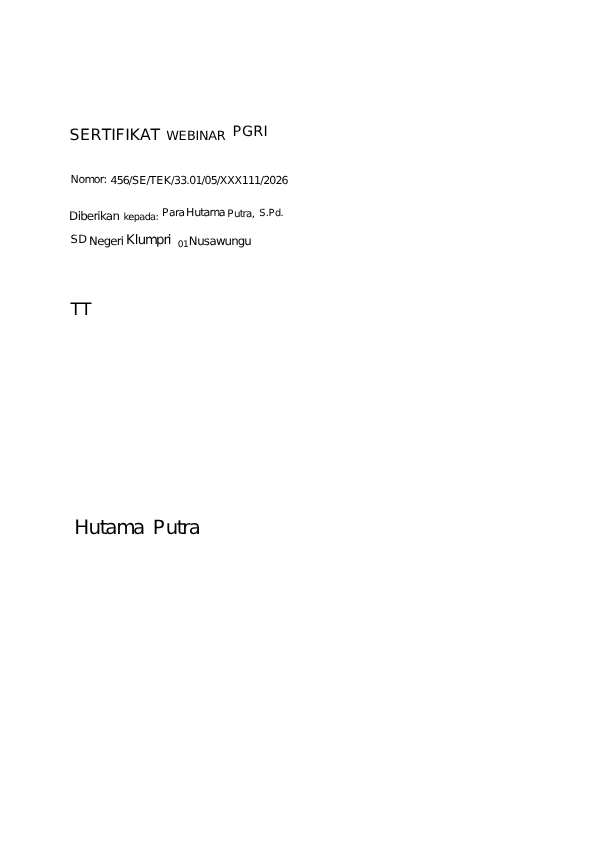 SERTIFIKAT WEBINAR PGRI
Nomor: 456/SE/TEK/33.01/05/XXX111/2026
Diberikan kepada: Para Hutama Putra, S.Pd.
SD Negeri Klumpri 01 Nusawungu
TT
Hutama Putra